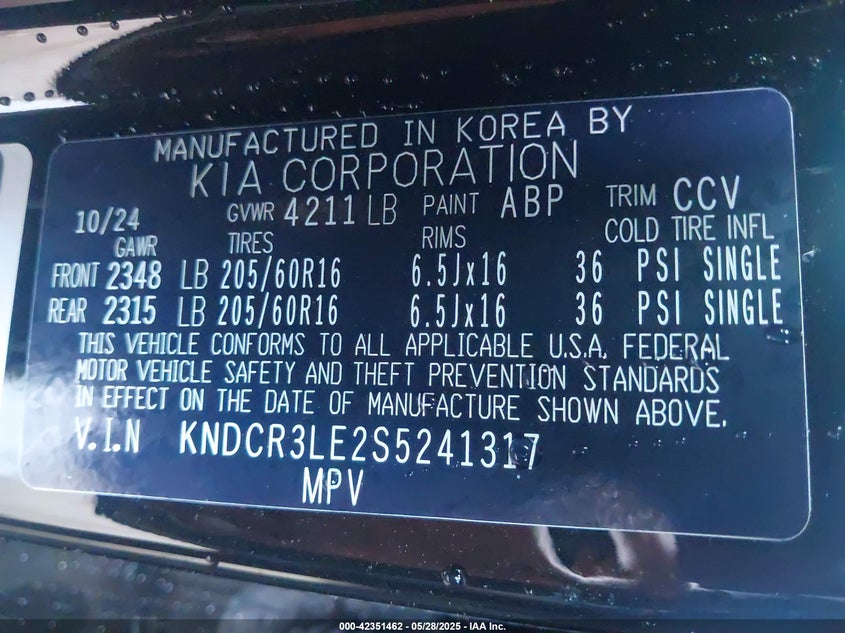 MANUFACTURED IN KOREA BY
KIA CORPORATION
10/24 GVWR 4211 LB PAINT ABP TRIM CCV
GAWR TIRES RIMS COLD TIRE INFL
FRONT 2348 LB 205/60R16 6.5Jx16 36 PSI SINGLE
REAR 2315 LB 205/60R16 6.5Jx16 36 PSI SINGLE
THIS VEHICLE CONFORMS TO ALL APPLICABLE U.S.A. FEDERAL
MOTOR VEHICLE SAFETY AND THEFT PREVENTION STANDARDS
IN EFFECT ON THE DATE OF MANUFACTURE SHOWN ABOVE.
V.I.N KNDCR3LE2S5241317
MPV
000-42351462 - 05/28/2025 - IAA Inc.